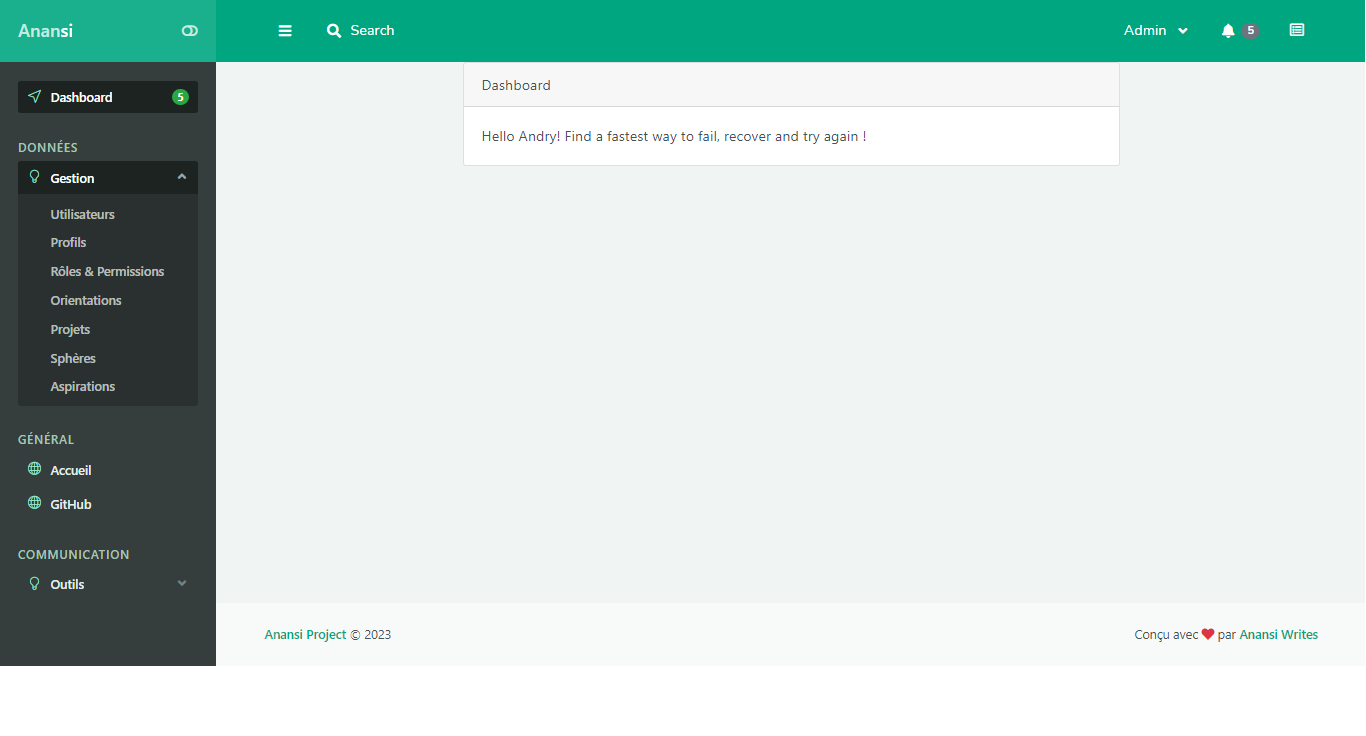 Anansi
Search
Admin
5
Dashboard
5
DONNÉES
Gestion
Utilisateurs
Profils
Rôles & Permissions
Orientations
Projets
Sphères
Aspirations
GÉNÉRAL
Accueil
GitHub
COMMUNICATION
Outils
Dashboard
Hello Andry! Find a fastest way to fail, recover and try again !
Anansi Project © 2023
Conçu avec ❤ par Anansi Writes